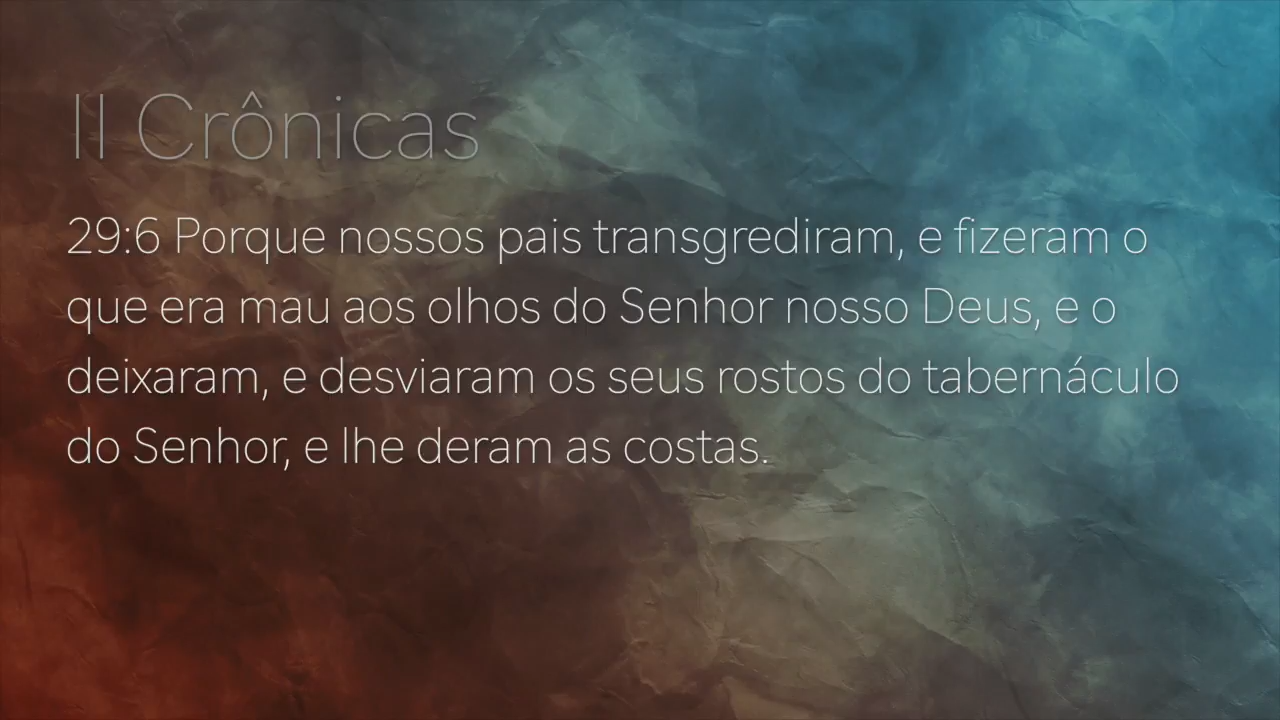 II Crônicas
29:6 Porque nossos pais transgrediram, e fizeram o
que era mau aos olhos do Senhor nosso Deus, e o
deixaram, e desviaram os seus rostos do tabernáculo
do Senhor, e lhe deram as costas.